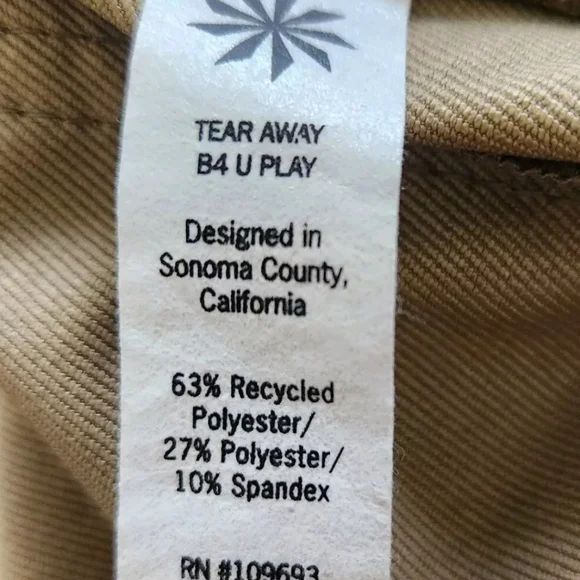 TEAR AWAY
B4 U PLAY
Designed in
Sonoma County,
California
63% Recycled
Polyester/
27% Polyester/
10% Spandex
RN #109693